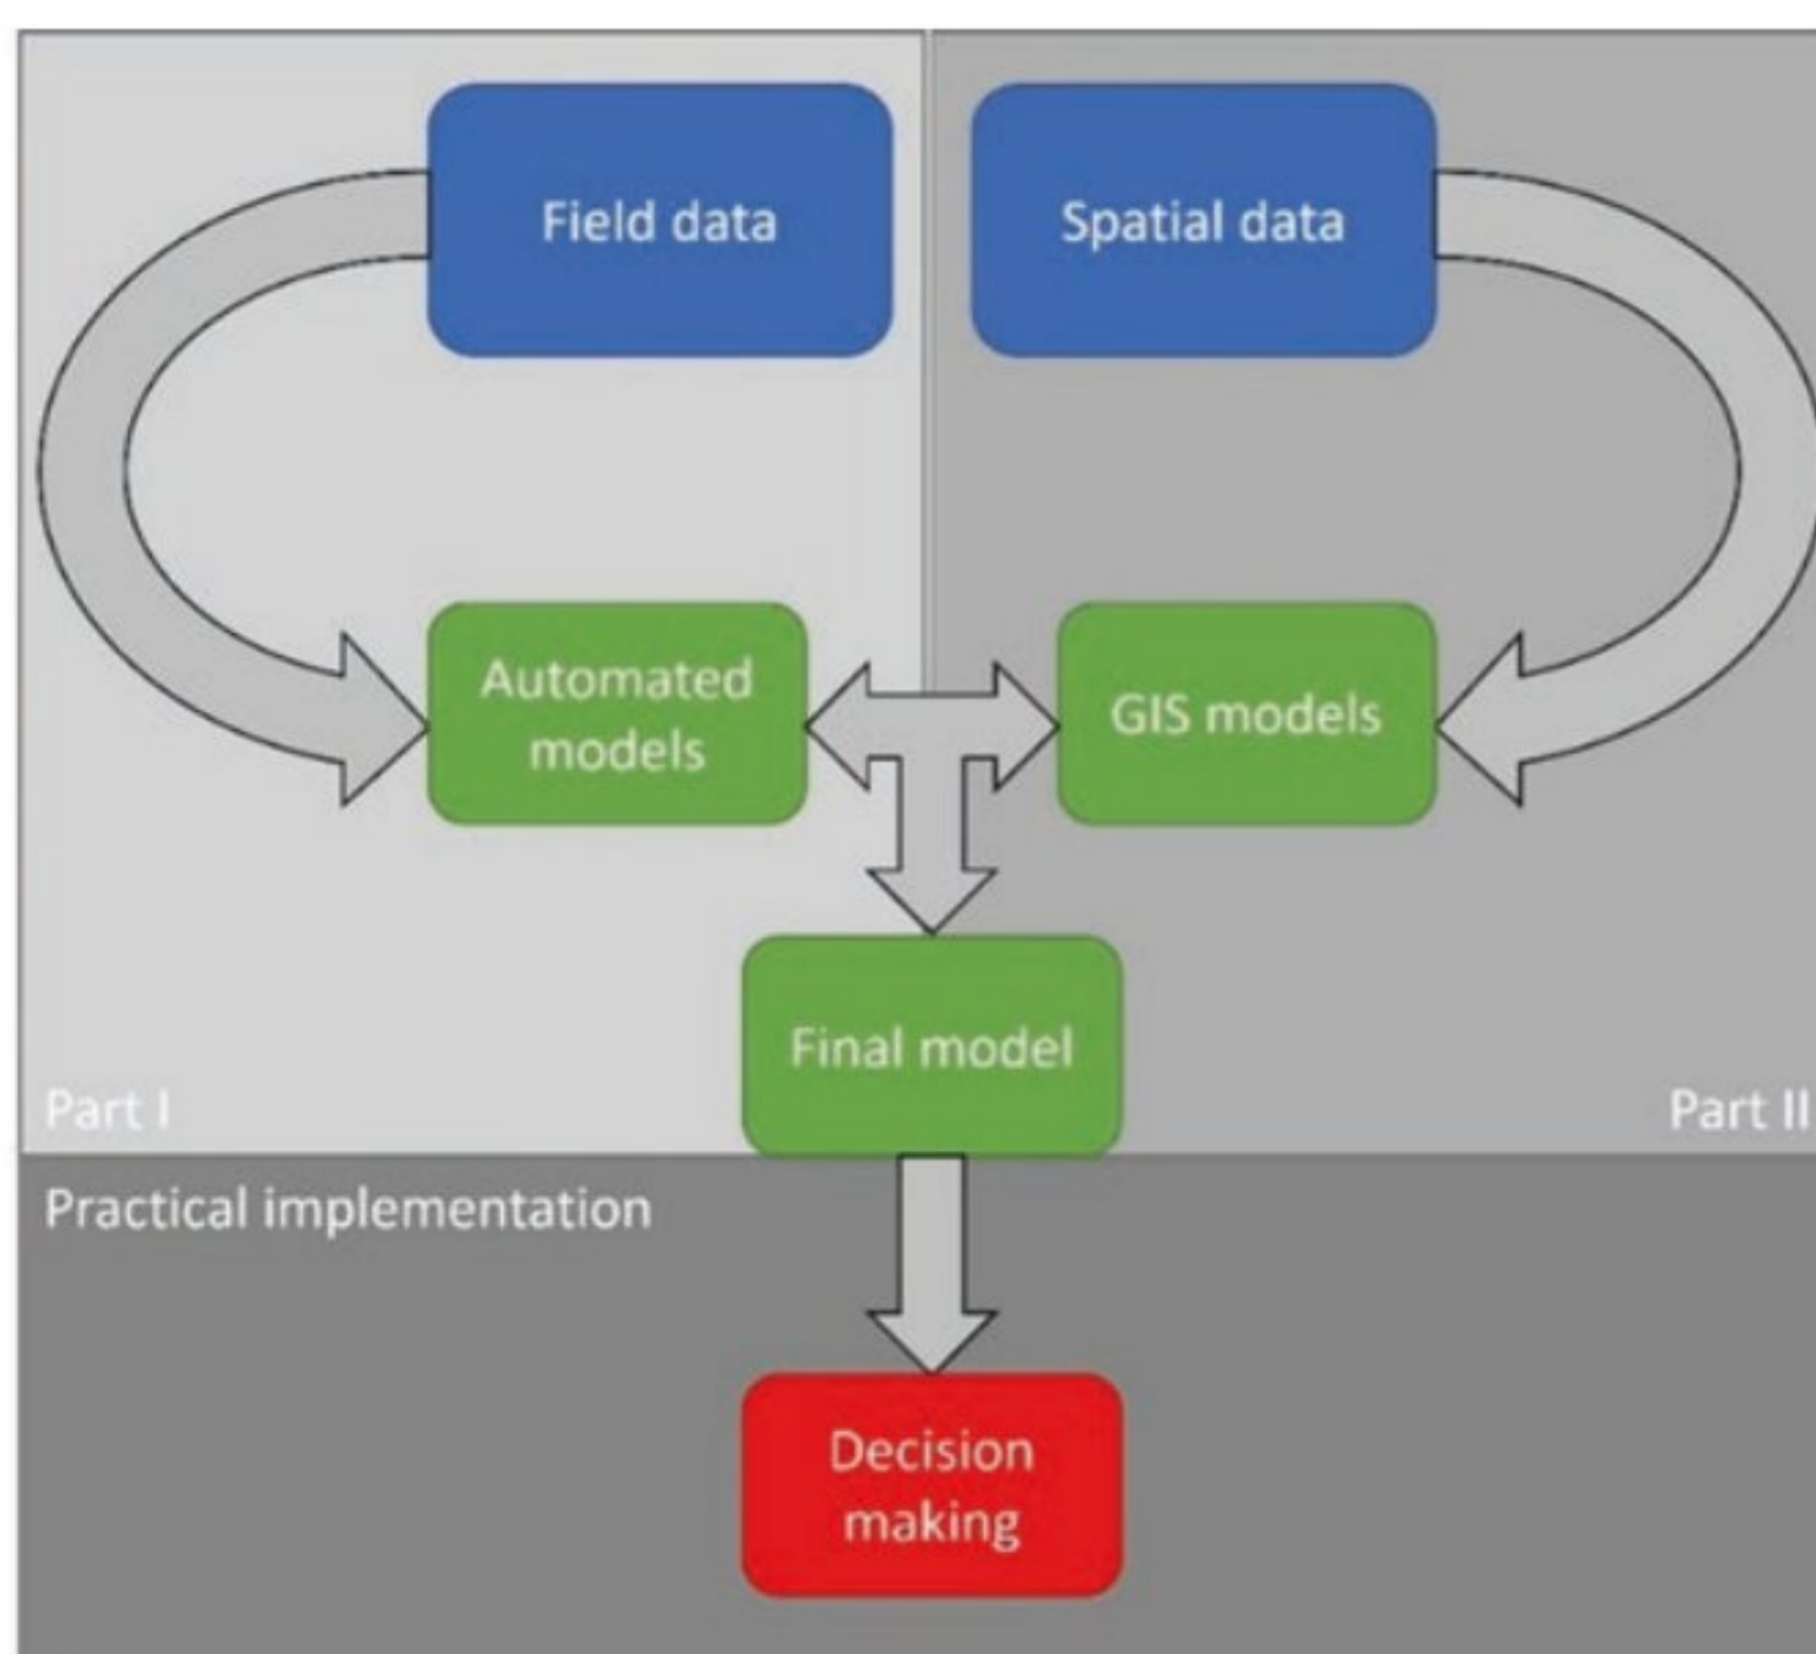 Field data
Spatial data
Automated
models
GIS models
Final model
Part I
Part II
Practical implementation
Decision
making